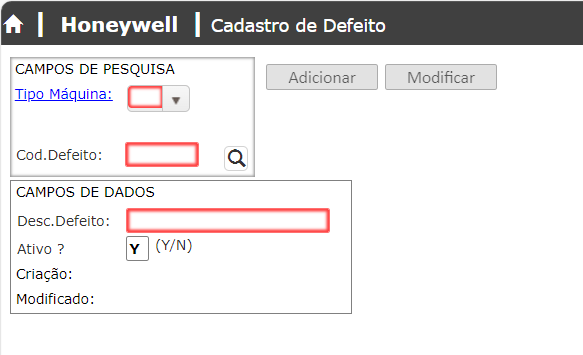 Honeywell Cadastro de Defeito
CAMPOS DE PESQUISA
Tipo Máquina:
Adicionar Modificar
Cod.Defeito:
CAMPOS DE DADOS
Desc.Defeito:
Ativo ? Y (Y/N)
Criação:
Modificado: